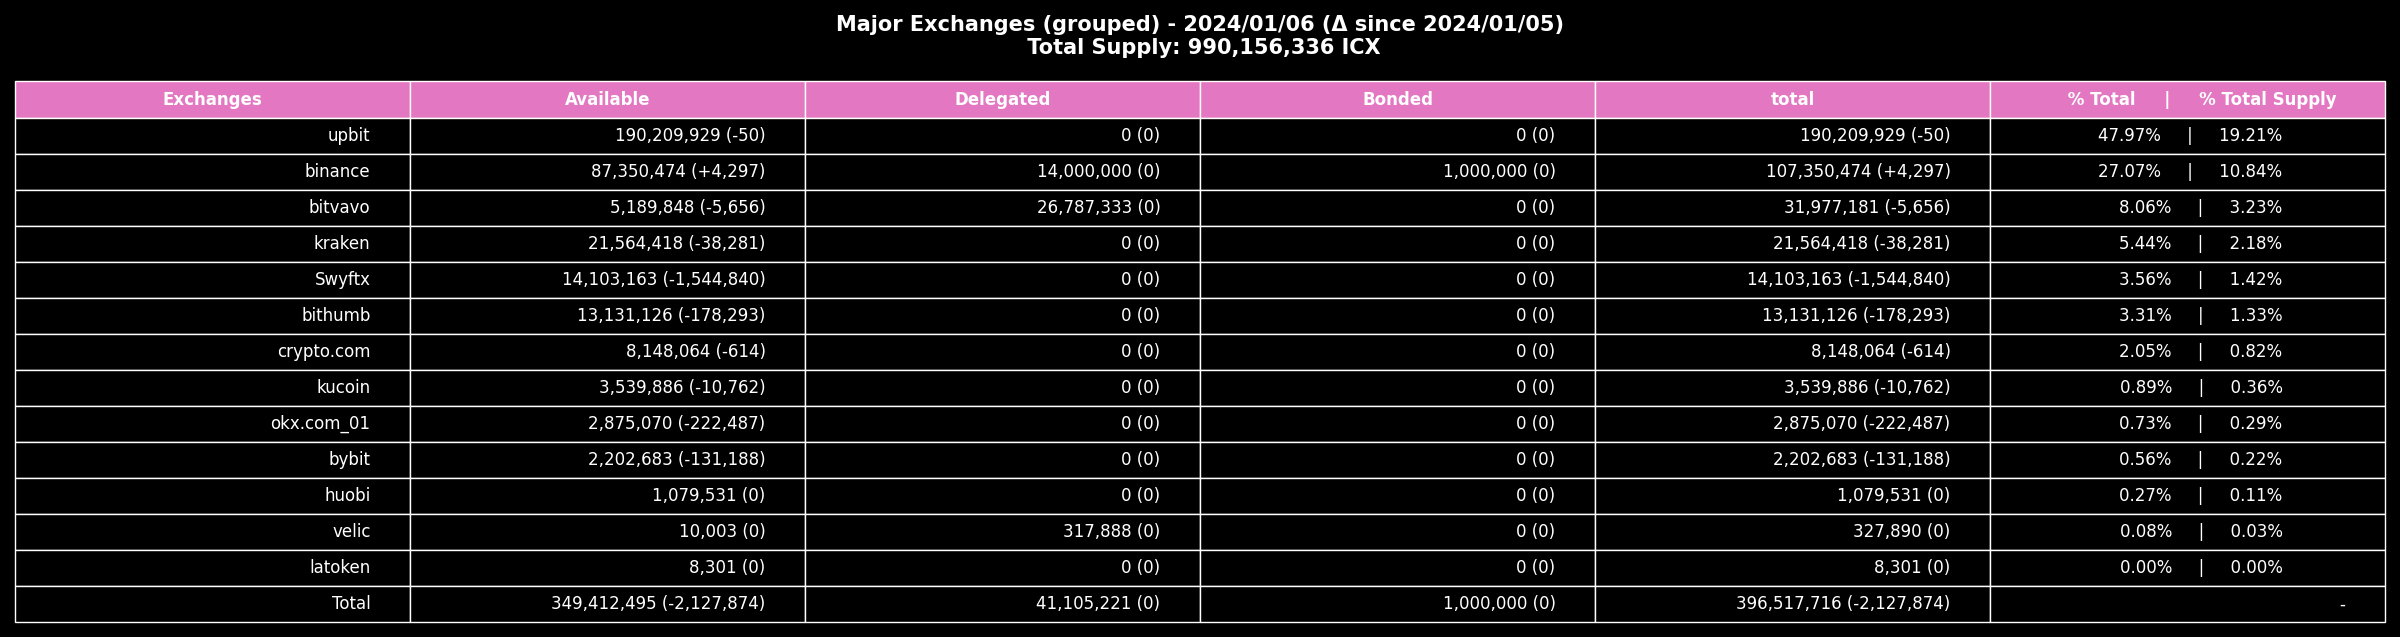 Major Exchanges (grouped) - 2024/01/06 (Δ since 2024/01/05)
Total Supply: 990,156,336 ICX
Exchanges Available Delegated Bonded total % Total | % Total Supply
upbit 190,209,929 (-50) 0 (0) 0 (0) 190,209,929 (-50) 47.97% | 19.21%
binance 87,350,474 (+4,297) 14,000,000 (0) 1,000,000 (0) 107,350,474 (+4,297) 27.07% | 10.84%
bitvavo 5,189,848 (-5,656) 26,787,333 (0) 0 (0) 31,977,181 (-5,656) 8.06% | 3.23%
kraken 21,564,418 (-38,281) 0 (0) 0 (0) 21,564,418 (-38,281) 5.44% | 2.18%
Swyftx 14,103,163 (-1,544,840) 0 (0) 0 (0) 14,103,163 (-1,544,840) 3.56% | 1.42%
bithumb 13,131,126 (-178,293) 0 (0) 0 (0) 13,131,126 (-178,293) 3.31% | 1.33%
crypto.com 8,148,064 (-614) 0 (0) 0 (0) 8,148,064 (-614) 2.05% | 0.82%
kucoin 3,539,886 (-10,762) 0 (0) 0 (0) 3,539,886 (-10,762) 0.89% | 0.36%
okx.com_01 2,875,070 (-222,487) 0 (0) 0 (0) 2,875,070 (-222,487) 0.73% | 0.29%
bybit 2,202,683 (-131,188) 0 (0) 0 (0) 2,202,683 (-131,188) 0.56% | 0.22%
huobi 1,079,531 (0) 0 (0) 0 (0) 1,079,531 (0) 0.27% | 0.11%
velic 10,003 (0) 317,888 (0) 0 (0) 327,890 (0) 0.08% | 0.03%
latoken 8,301 (0) 0 (0) 0 (0) 8,301 (0) 0.00% | 0.00%
Total 349,412,495 (-2,127,874) 41,105,221 (0) 1,000,000 (0) 396,517,716 (-2,127,874) -